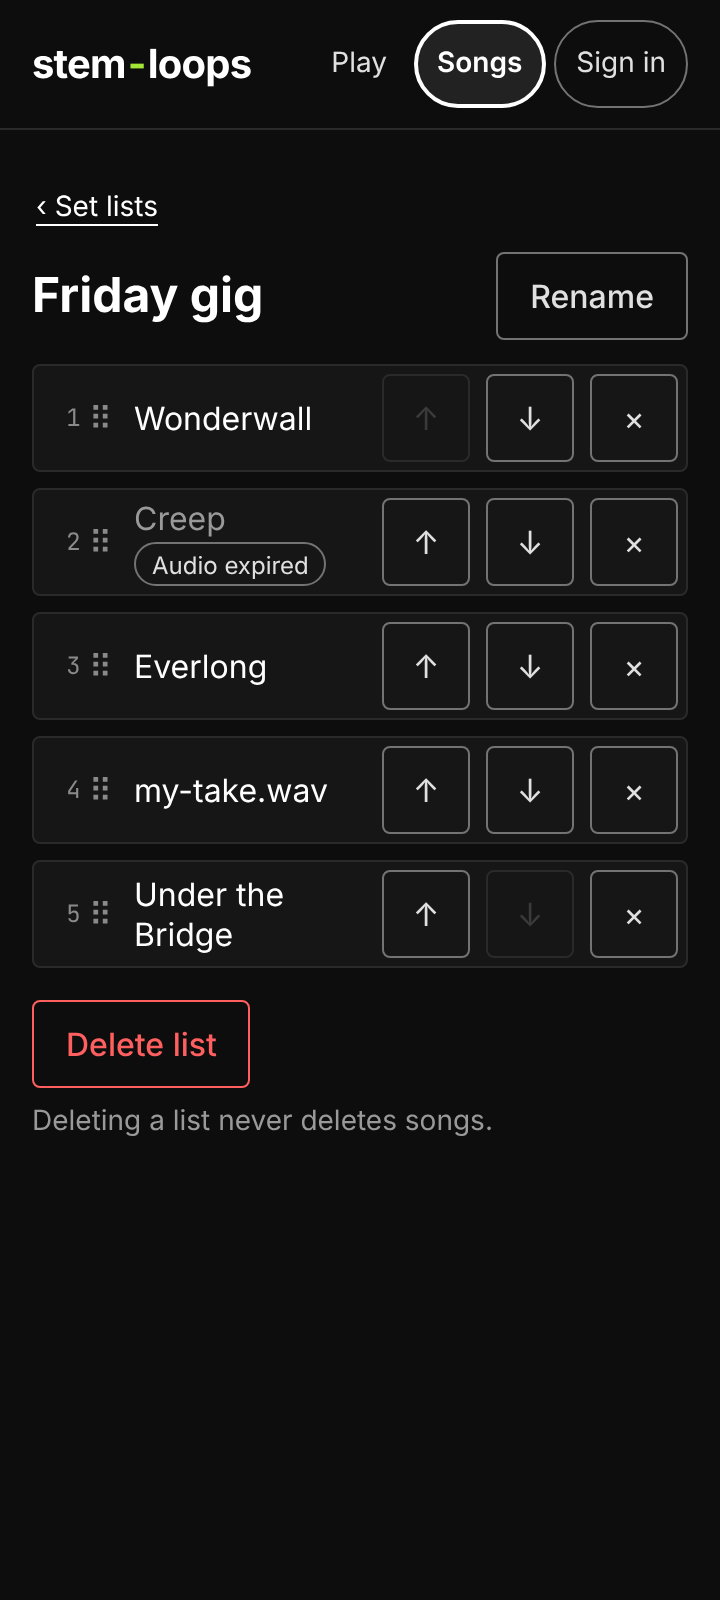 stem-loops Play Songs Sign in
‹ Set lists
Friday gig Rename
1 Wonderwall ↑ ↓ ×
2 Creep ↑ ↓ ×
Audio expired
3 Everlong ↑ ↓ ×
4 my-take.wav ↑ ↓ ×
5 Under the ↑ ↓ ×
Bridge
Delete list
Deleting a list never deletes songs.